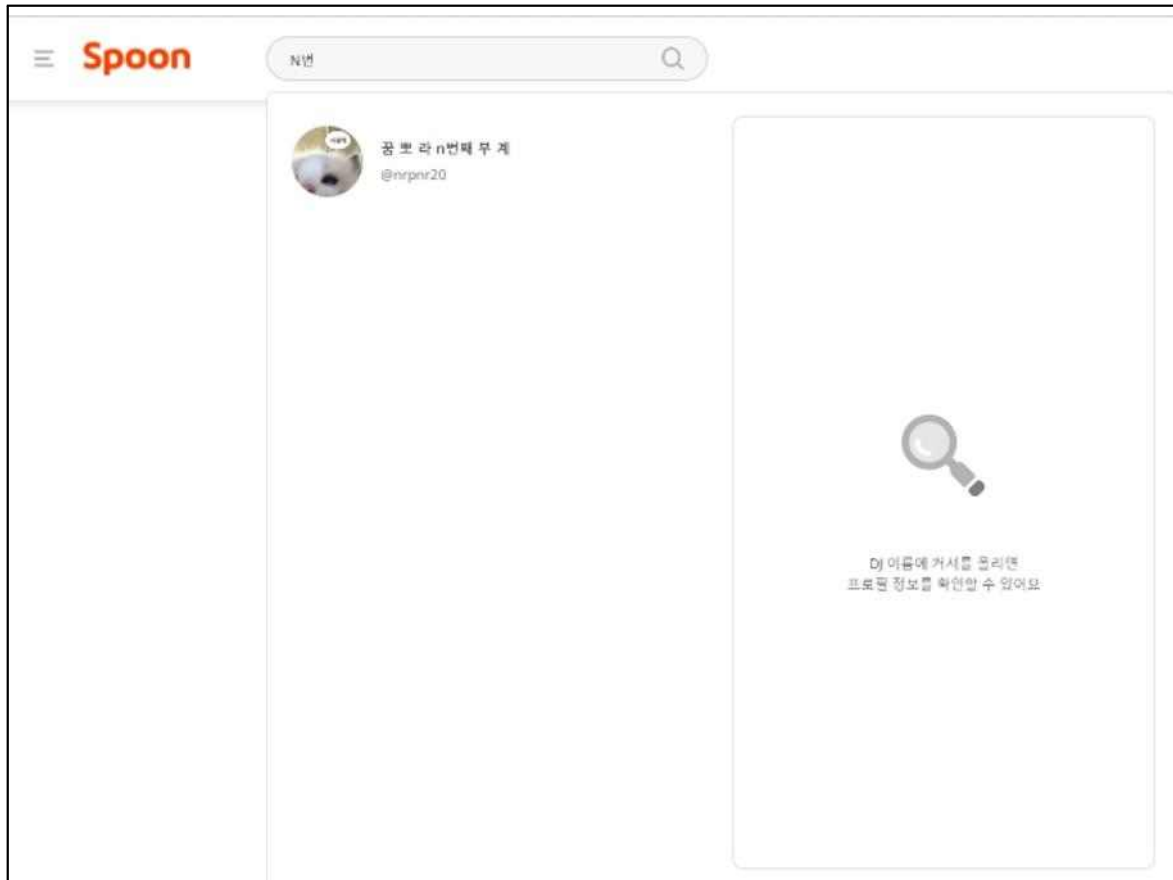 Spoon
N번
꿈 뽀 라 n번째 부 계
@nrpnr20
DJ 이름에 커서를 올리면
프로필 정보를 확인할 수 있어요